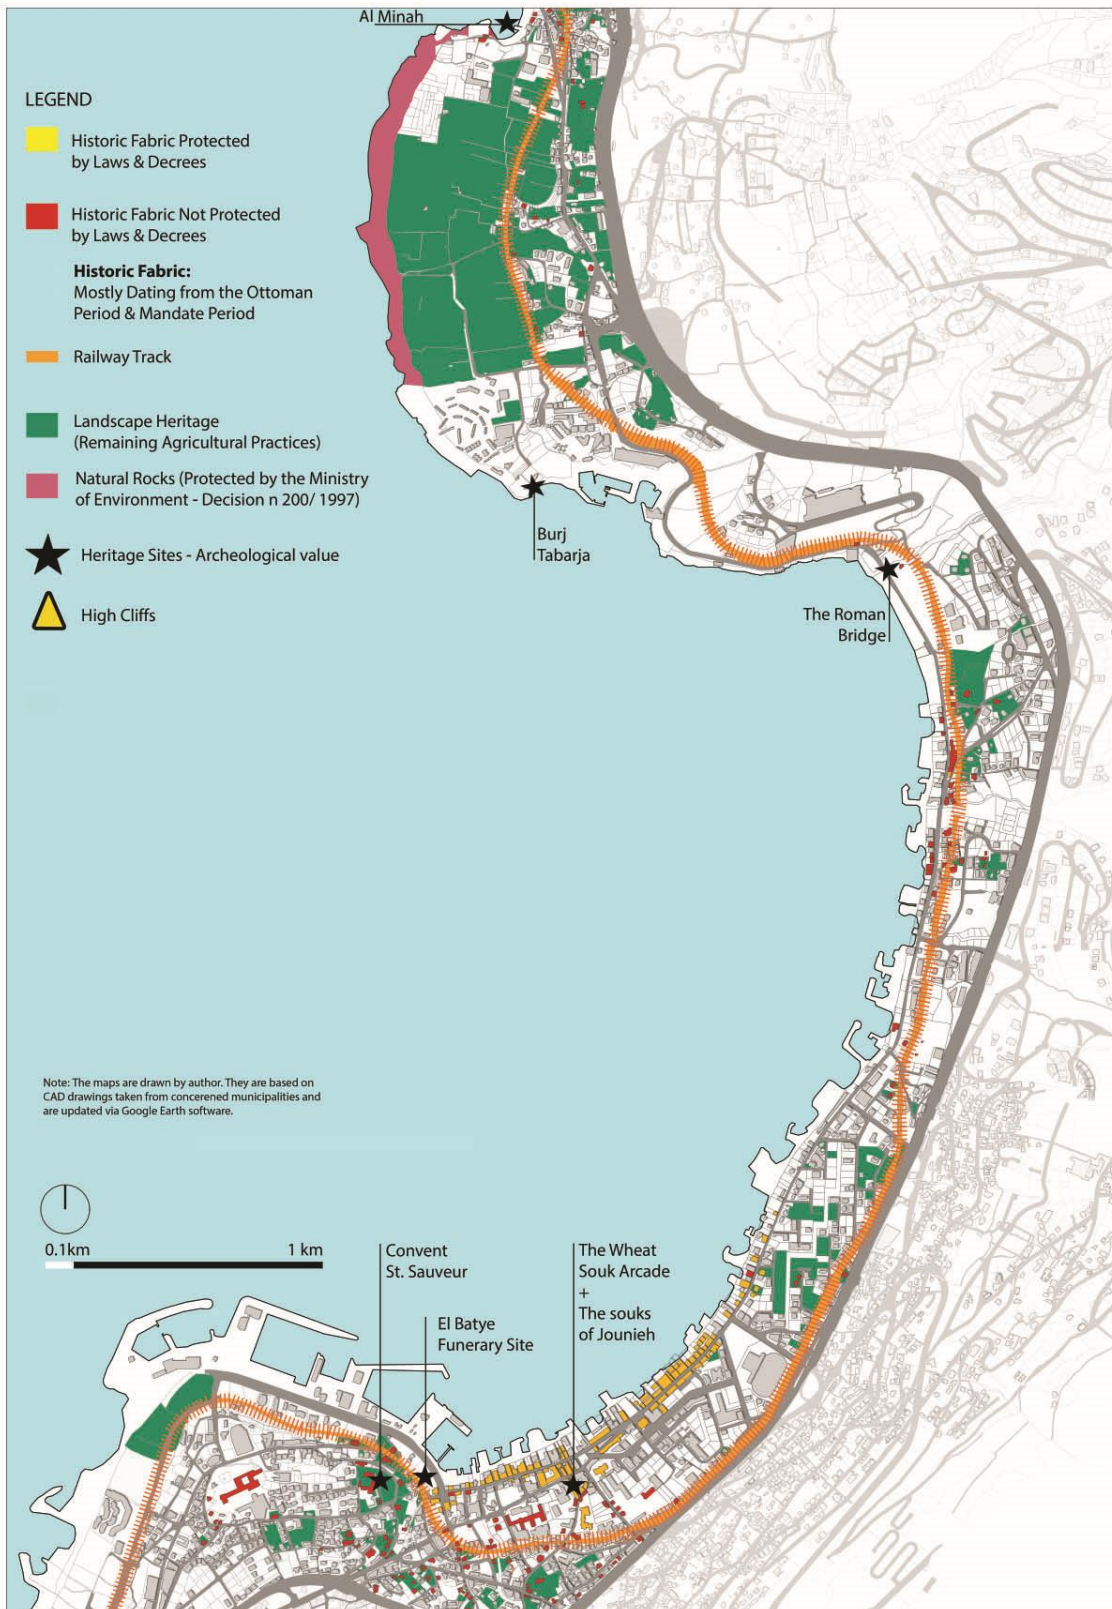 Al Minah
LEGEND
Historic Fabric Protected
by Laws & Decrees
Historic Fabric Not Protected
by Laws & Decrees
Historic Fabric:
Mostly Dating from the Ottoman
Period & Mandate Period
Railway Track
Landscape Heritage
(Remaining Agricultural Practices)
Natural Rocks (Protected by the Ministry
of Environment - Decision n 200/ 1997)
Heritage Sites - Archeological value
High Cliffs
Burj
Tabarja
The Roman
Bridge
Note: The maps are drawn by author. They are based on
CAD drawings taken from concerened municipalities and
are updated via Google Earth software.
0.1km 1 km
Convent
St. Sauveur
El Batye
Funerary Site
The Wheat
Souk Arcade
+
The souks
of Jounieh